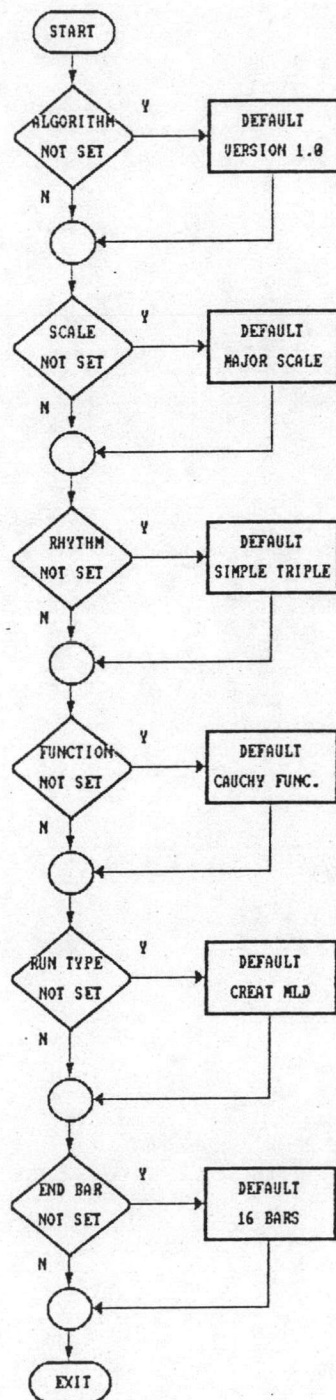 START
ALGORITHM
NOT SET
Y
N
DEFAULT
VERSION 1.0
SCALE
NOT SET
Y
N
DEFAULT
MAJOR SCALE
RHYTHM
NOT SET
Y
N
DEFAULT
SIMPLE TRIPLE
FUNCTION
NOT SET
Y
N
DEFAULT
CAUCHY FUNC.
RUN TYPE
NOT SET
Y
N
DEFAULT
CREAT MLD
END BAR
NOT SET
Y
N
DEFAULT
16 BARS
EXIT